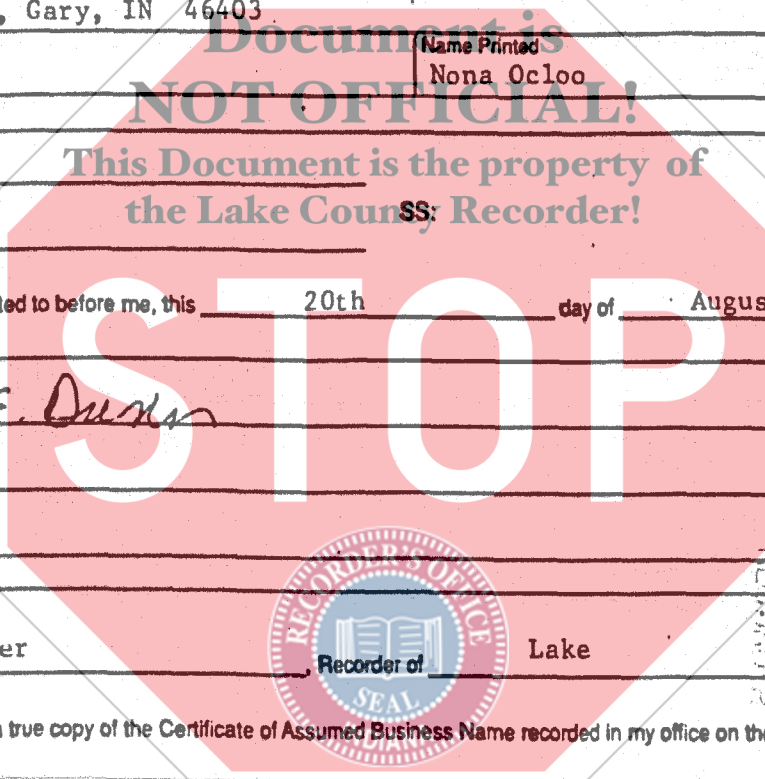 , Gary, IN 46403
Document is
Name Printed
Nona Ocloo
NOT OFFICIAL!
This Document is the property of
the Lake County Recorder!
SS:
ted to before me, this 20th day of Augus
STOP
RECORDER'S OFFICE
er , Recorder of Lake
SEAL
INDIANA
true copy of the Certificate of Assumed Business Name recorded in my office on the